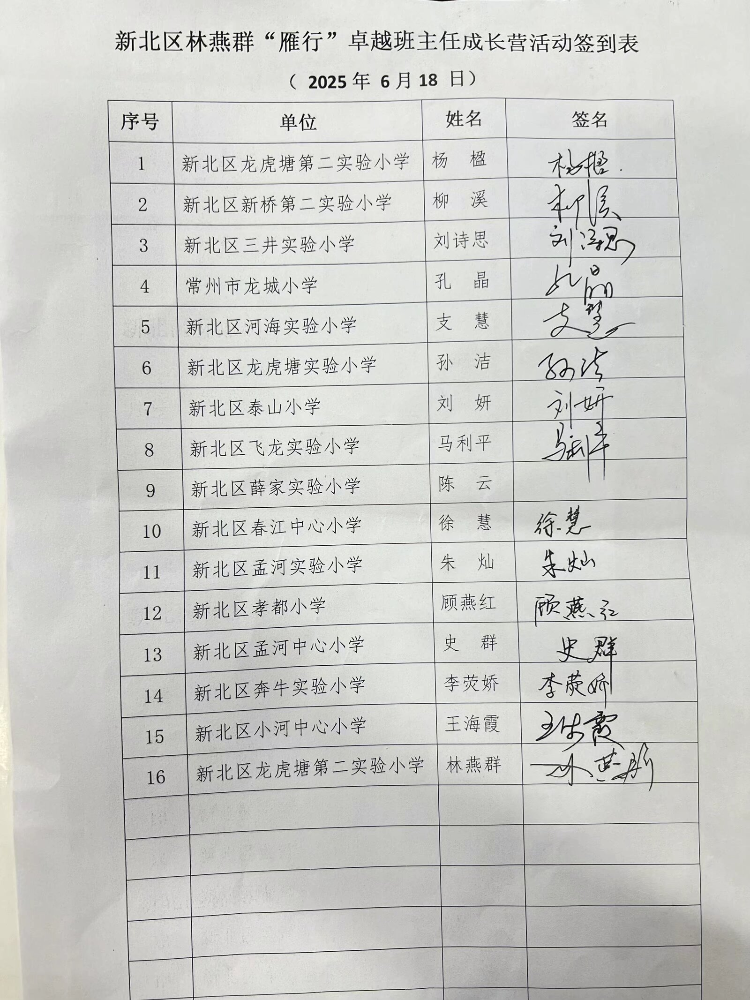 新北区林燕群“雁行”卓越班主任成长营活动签到表
（ 2025年 6月18 日）
序号 单位 姓名 签名
1 新北区龙虎塘第二实验小学 杨 楹 杨楹
2 新北区新桥第二实验小学 柳 溪 柳溪
3 新北区三井实验小学 刘诗思 刘诗思
4 常州市龙城小学 孔 晶 孔晶
5 新北区河海实验小学 支 慧 支慧
6 新北区龙虎塘实验小学 孙 洁 孙洁
7 新北区泰山小学 刘 妍 刘妍
8 新北区飞龙实验小学 马利平 马利平
9 新北区薛家实验小学 陈 云
10 新北区春江中心小学 徐 慧 徐慧
11 新北区孟河实验小学 朱 灿 朱灿
12 新北区孝都小学 顾燕红 顾燕红
13 新北区孟河中心小学 史 群 史群
14 新北区奔牛实验小学 李荧娇 李荧娇
15 新北区小河中心小学 王海霞 王海霞
16 新北区龙虎塘第二实验小学 林燕群 林燕群